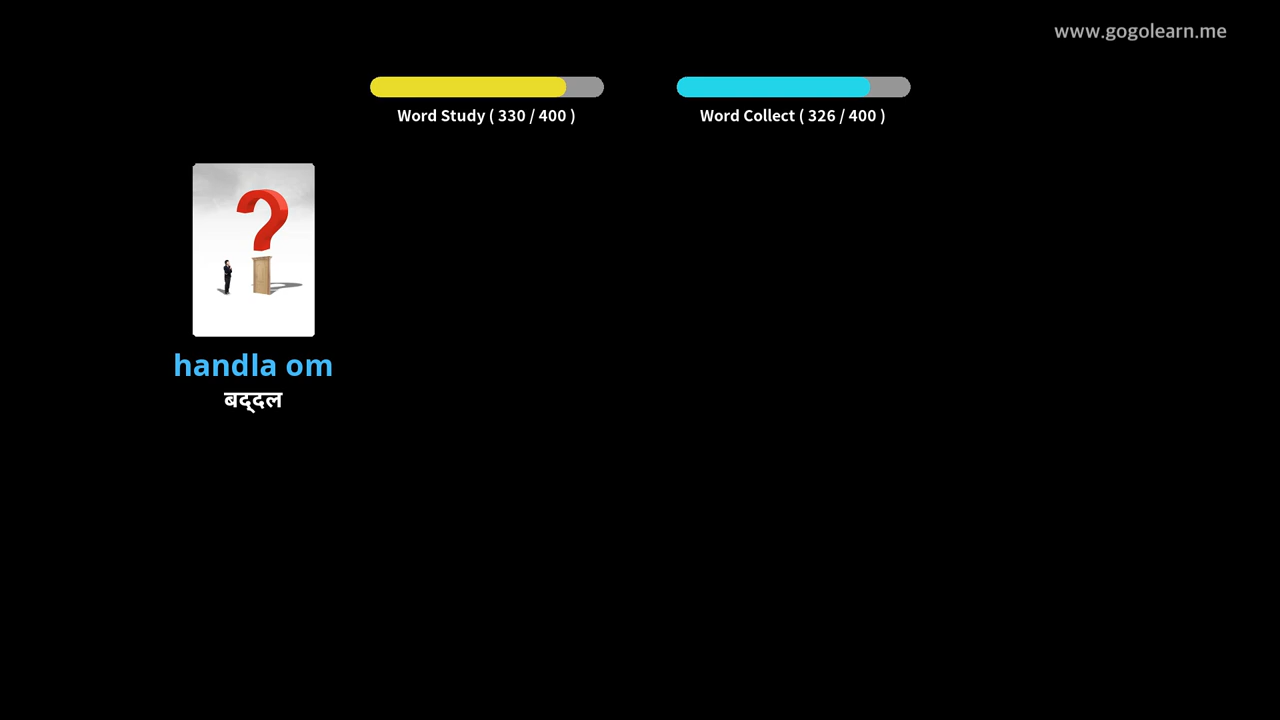 www.gogolearn.me
Word Study ( 330 / 400 )
Word Collect ( 326 / 400 )
handla om
बद्दल